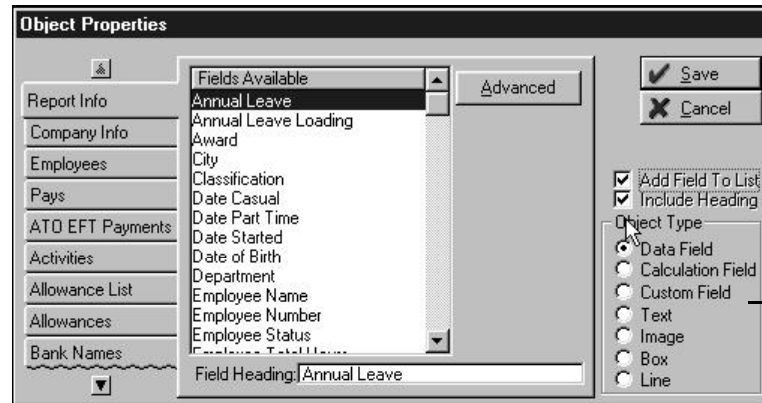 Object Properties
Report Info
Company Info
Employees
Pays
ATO EFT Payments
Activities
Allowance List
Allowances
Bank Names
Fields Available
Annual Leave
Annual Leave Loading
Award
City
Classification
Date Casual
Date Part Time
Date Started
Date of Birth
Department
Employee Name
Employee Number
Employee Status
Employee Total Hours
Field Heading: Annual Leave
Advanced
Save
Cancel
Add Field To List
Include Heading
Object Type
Data Field
Calculation Field
Custom Field
Text
Image
Box
Line